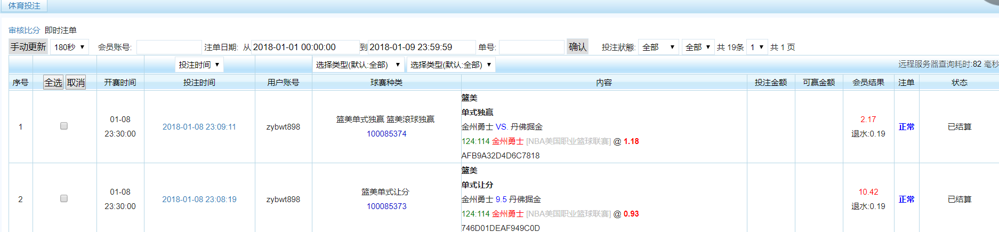 体育投注
审核比分 即时注单
手动更新 180秒 会员账号: 注单日期: 从 2018-01-01 00:00:00 到 2018-01-09 23:59:59 单号: 确认 投注狀態: 全部 全部 共 19条 1 共 1 页
投注时间 选择类型(默认:全部) 选择类型(默认:全部) 远程服务器查询耗时:82 毫秒
序号 全选 取消 开赛时间 投注时间 用户账号 球赛种类 内容 投注金额 可赢金额 会员结果 注单 状态
篮美
单式独赢
1 01-08 23:30:00 2018-01-08 23:09:11 zybwt898 篮美单式独赢 篮美滚球独赢 100085374 金州勇士 VS. 丹佛掘金 2.17 退水:0.19 正常 已结算
124:114 金州勇士 [NBA美国职业篮球联赛] @ 1.18
AFB9A32D4D6C7818
篮美
单式让分
2 01-08 23:30:00 2018-01-08 23:08:19 zybwt898 篮美单式让分 100085373 金州勇士 9.5 丹佛掘金 10.42 退水:0.19 正常 已结算
124:114 金州勇士 [NBA美国职业篮球联赛] @ 0.93
746D01DEAF949C0D